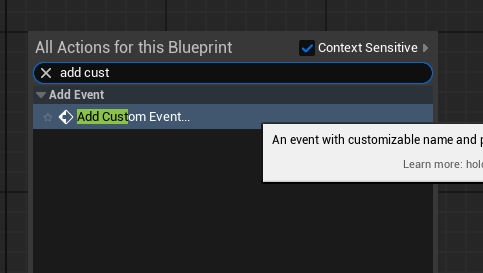 All Actions for this Blueprint
Context Sensitive
add cust
Add Event
Add Custom Event...
An event with customizable name and
Learn more: